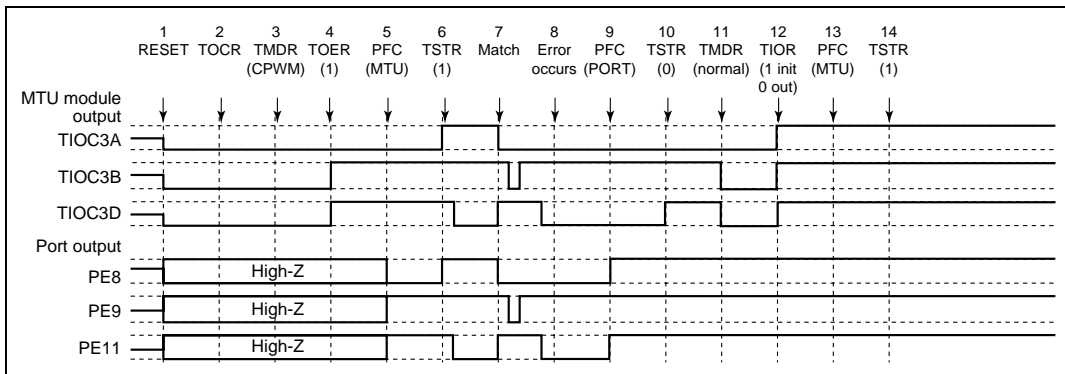 1 2 3 4 5 6 7 8 9 10 11 12 13 14
RESET TOCR TMDR TOER PFC TSTR Match Error PFC TSTR TMDR TIOR PFC TSTR
(CPWM) (1) (MTU) (1) occurs (PORT) (0) (normal) (1 init (MTU) (1)
0 out)
MTU module
output
TIOC3A
TIOC3B
TIOC3D
Port output
PE8 High-Z
PE9 High-Z
PE11 High-Z